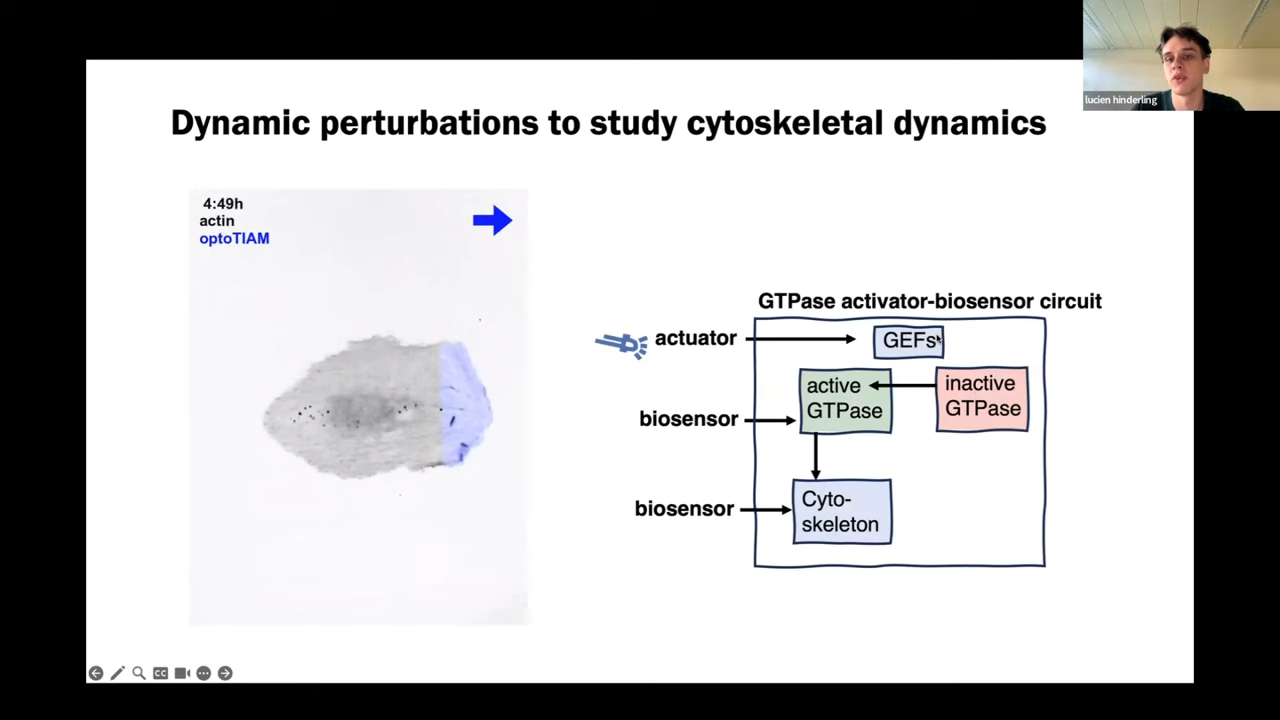 lucien hinderling
Dynamic perturbations to study cytoskeletal dynamics
4:49h
actin
optoTIAM
GTPase activator-biosensor circuit
actuator
GEFs
active
GTPase
inactive
GTPase
biosensor
Cyto-
skeleton
biosensor
CC